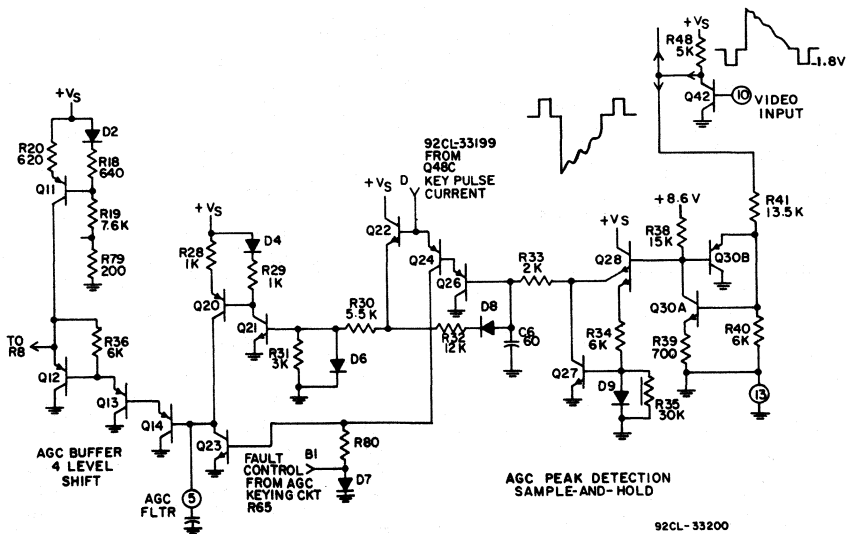 +VS
R48
5K
-1.8V
Q42
10
VIDEO
INPUT
+VS
D2
R20
620
R18
640
Q11
R19
7.6K
R79
200
92CL-33199
FROM
Q48C
KEY PULSE
CURRENT
D
+VS
Q22
Q24
Q26
+VS
R28
1K
D4
R29
1K
Q20
Q21
R30
5.5K
R31
3K
D6
R32
12K
D8
C6
60
R33
2K
+VS
Q28
R34
6K
Q27
D9
R35
30K
+8.6V
R38
15K
Q30B
R41
13.5K
Q30A
R39
700
R40
6K
13
TO
R8
R36
6K
Q12
Q13
Q14
Q23
AGC BUFFER
4 LEVEL
SHIFT
AGC
FLTR
5
FAULT
CONTROL
FROM AGC
KEYING CKT
R65
B1
R80
D7
AGC PEAK DETECTION
SAMPLE-AND-HOLD
92CL-33200